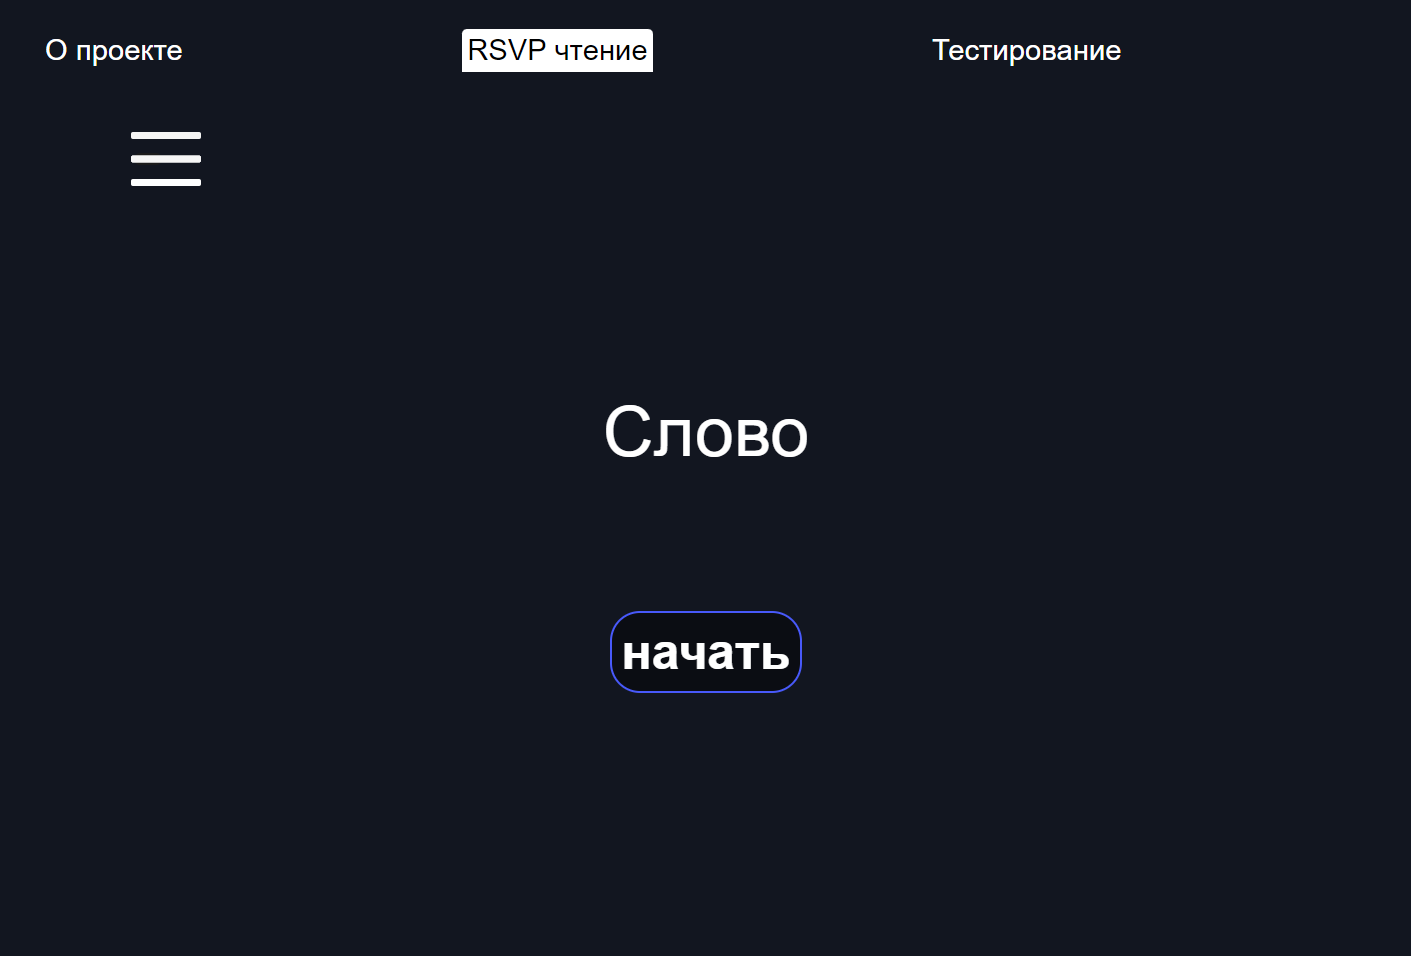 О проекте
RSVP чтение
Тестирование
Слово
начать